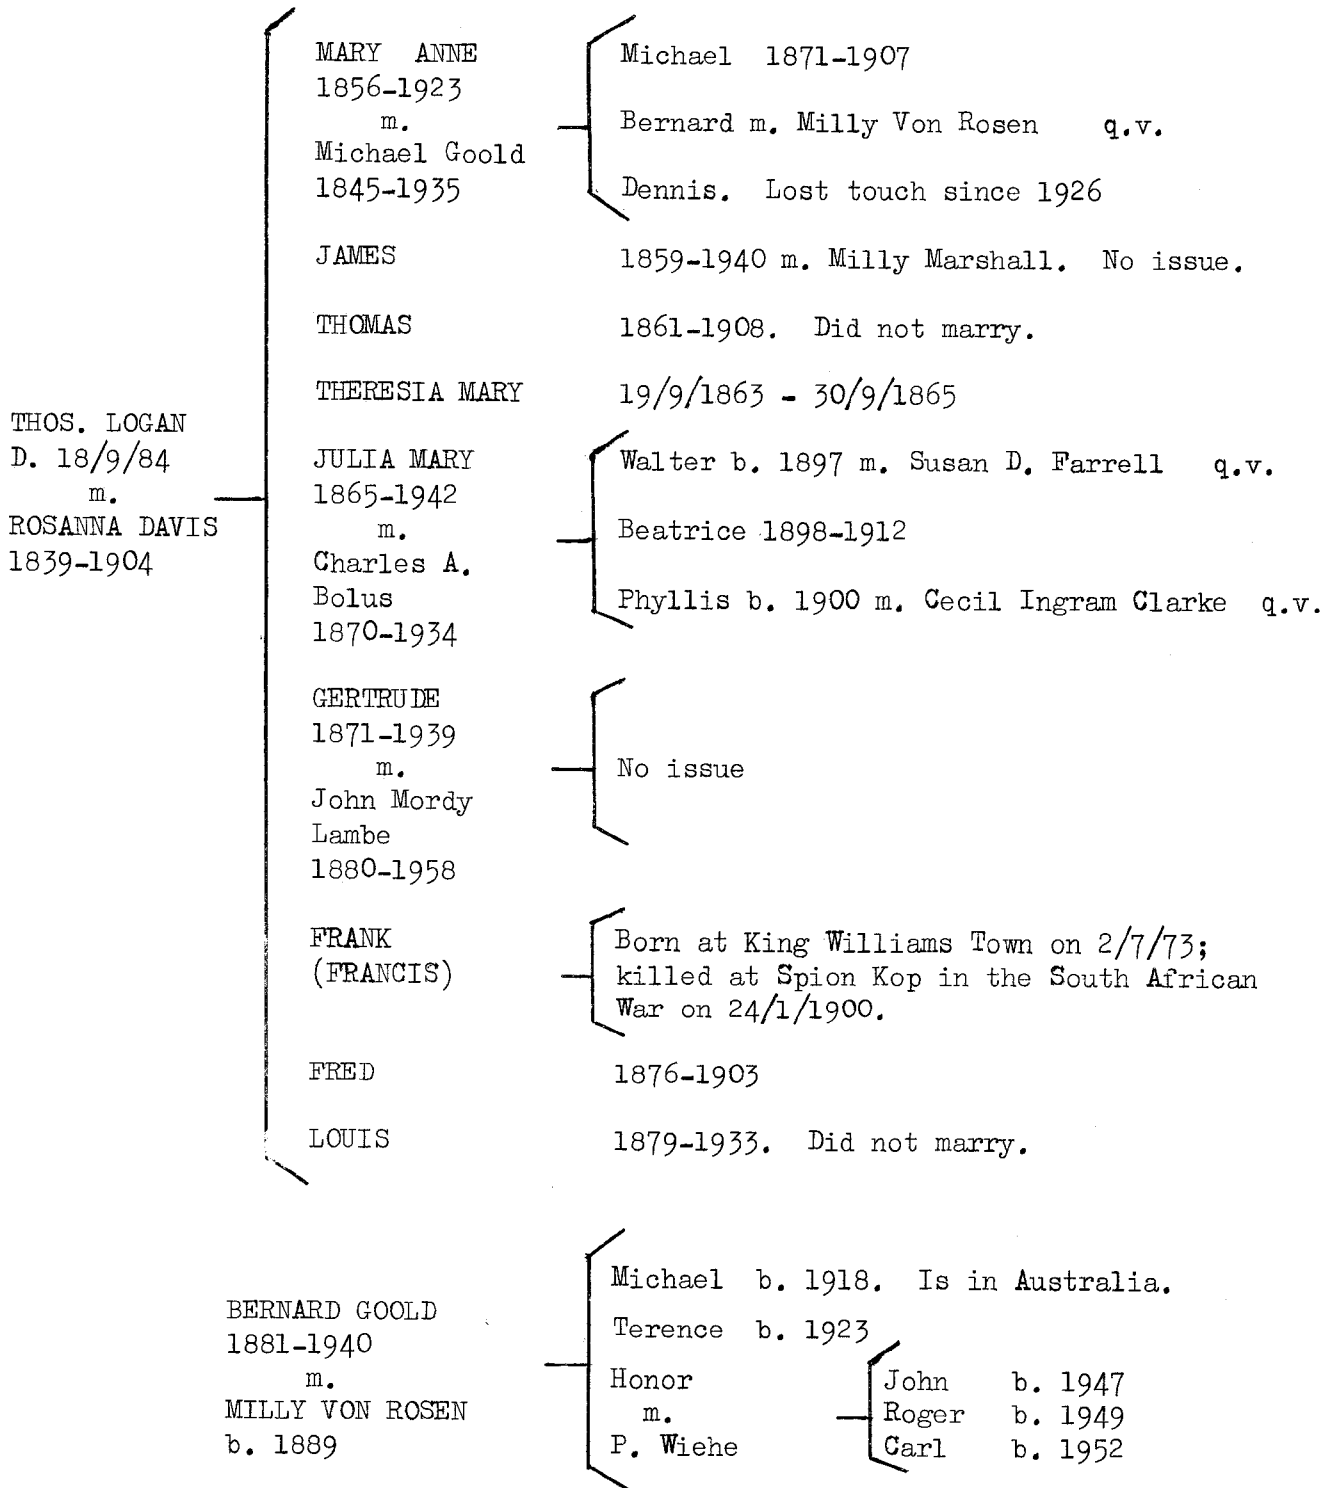 MARY ANNE
1856-1923
m.
Michael Goold
1845-1935
Michael 1871-1907
Bernard m. Milly Von Rosen q.v.
Dennis. Lost touch since 1926
JAMES 1859-1940 m. Milly Marshall. No issue.
THOMAS 1861-1908. Did not marry.
THERESIA MARY 19/9/1863 - 30/9/1865
THOS. LOGAN
D. 18/9/84
m.
ROSANNA DAVIS
1839-1904
JULIA MARY
1865-1942
m.
Charles A.
Bolus
1870-1934
Walter b. 1897 m. Susan D. Farrell q.v.
Beatrice 1898-1912
Phyllis b. 1900 m. Cecil Ingram Clarke q.v.
GERTRUDE
1871-1939
m.
John Mordy
Lambe
1880-1958
No issue
FRANK
(FRANCIS)
Born at King Williams Town on 2/7/73;
killed at Spion Kop in the South African
War on 24/1/1900.
FRED 1876-1903
LOUIS 1879-1933. Did not marry.
BERNARD GOOLD
1881-1940
m.
MILLY VON ROSEN
b. 1889
Michael b. 1918. Is in Australia.
Terence b. 1923
Honor
m.
P. Wiehe
John b. 1947
Roger b. 1949
Carl b. 1952